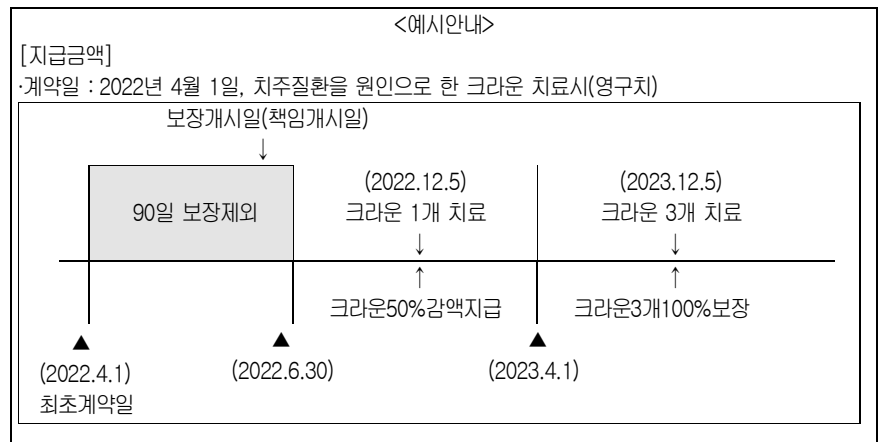 <예시안내>
[지급금액]
·계약일 : 2022년 4월 1일, 치주질환을 원인으로 한 크라운 치료시(영구치)
보장개시일(책임개시일)
↓
(2022.12.5) (2023.12.5)
90일 보장제외 크라운 1개 치료 크라운 3개 치료
↓ ↓
↑ ↑
크라운50%감액지급 크라운3개100%보장
▲ ▲ ▲
(2022.4.1) (2022.6.30) (2023.4.1)
최초계약일